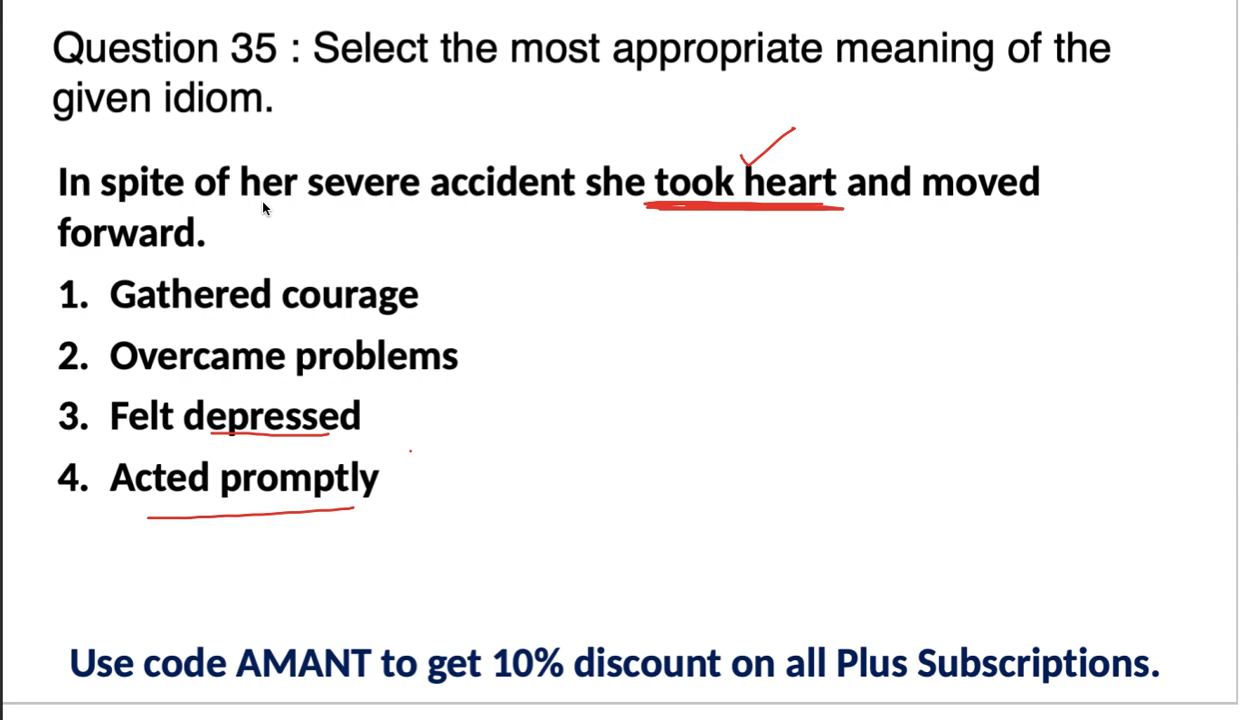 Question 35 : Select the most appropriate meaning of the
given idiom.
In spite of her severe accident she took heart and moved
forward.
1. Gathered courage
2. Overcame problems
3. Felt depressed
4. Acted promptly
Use code AMANT to get 10% discount on all Plus Subscriptions.